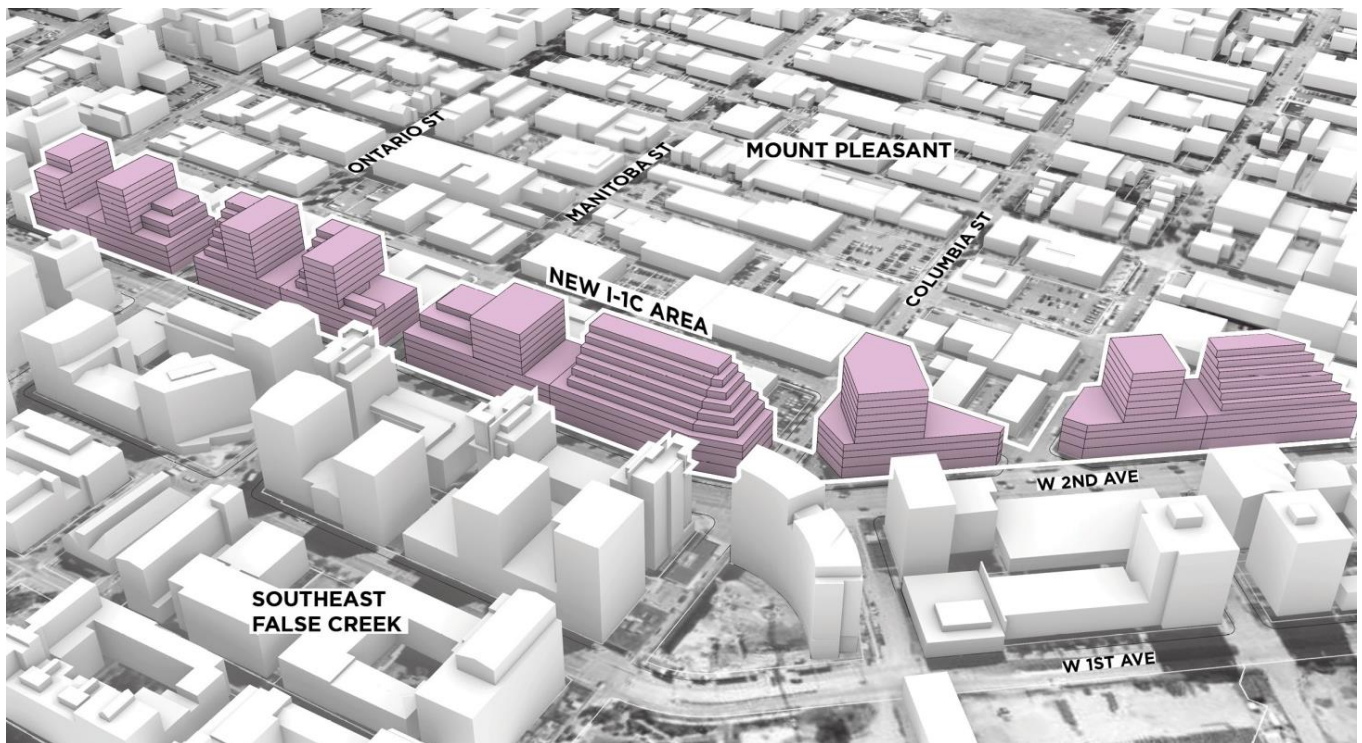 ONTARIO ST
MANITOBA ST
MOUNT PLEASANT
COLUMBIA ST
NEW I-1C AREA
W 2ND AVE
SOUTHEAST
FALSE CREEK
W 1ST AVE